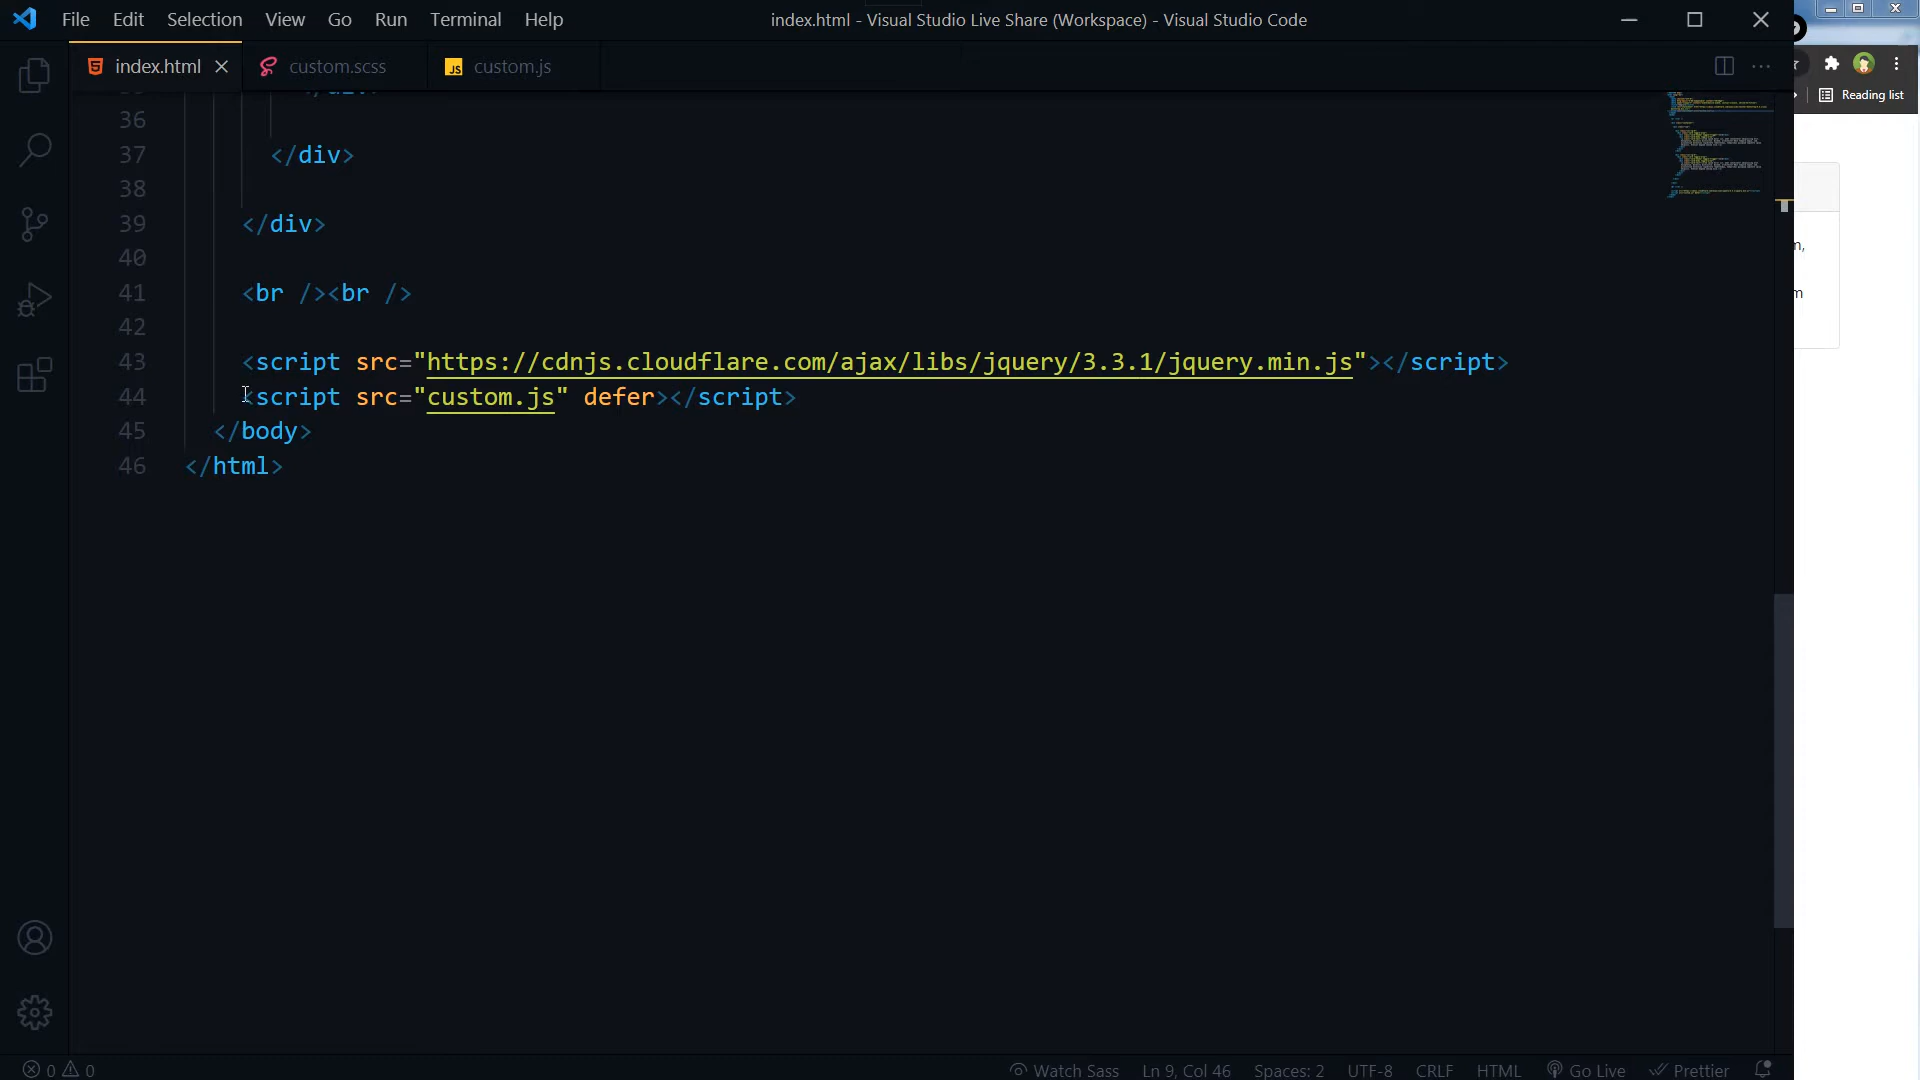 File Edit Selection View Go Run Terminal Help
index.html - Visual Studio Live Share (Workspace) - Visual Studio Code
index.html custom.scss JS custom.js
Reading list
36
37 </div>
38
39 </div>
40
41 <br /><br />
42
43 <script src="https://cdnjs.cloudflare.com/ajax/libs/jquery/3.3.1/jquery.min.js"></script>
44 <script src="custom.js" defer></script>
45 </body>
46 </html>
m,
m
0 0 Watch Sass Ln 9, Col 46 Spaces: 2 UTF-8 CRLF HTML Go Live Prettier